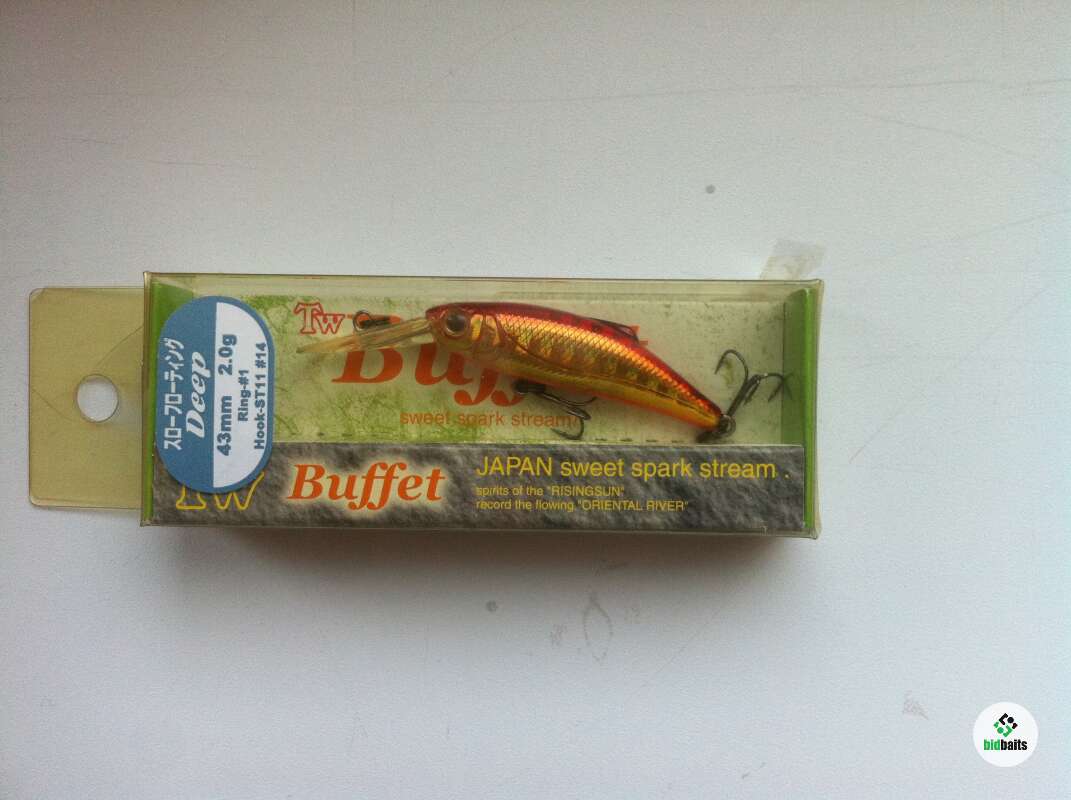 スローフローティング
Deep
43mm 2.0g
Ring-#1
Hook-ST11 #14
Tw
Buffet
sweet spark stream
TW
Buffet
JAPAN sweet spark stream .
spirits of the "RISINGSUN"
record the flowing "ORIENTAL RIVER"
bidbaits